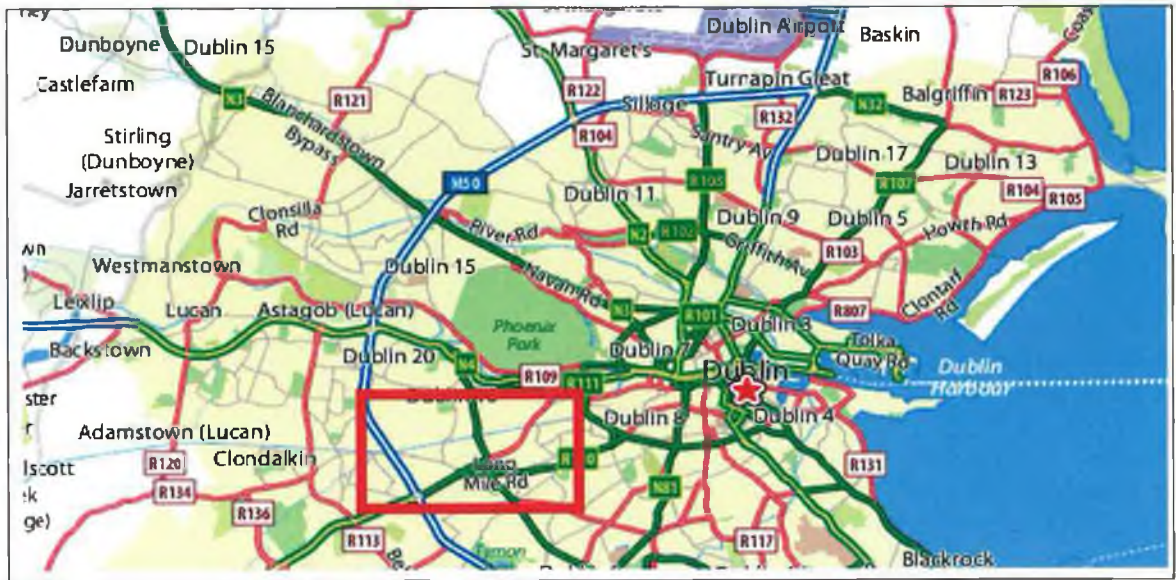 Dunboyne
Dublin 15
Dublin Airport
Baskin
St. Margaret's
Castlefarm
N3
R121
R122
Turnapin Great
R106
Balgriffin
R123
Blanchardstown
Bypass
Silloge
R132
N32
Stirling
(Dunboyne)
R104
Santry Av
Dublin 17
Dublin 13
Jarretstown
M50
Dublin 11
R107
R104
R105
Clonsilla
Rd
River Rd
N2
R102
Dublin 9
Dublin 5
Howth Rd
Griffith Av
R103
Westmanstown
Dublin 15
Navan Rd
Clontarf
Rd
Leixlip
Lucan
Astagob (Lucan)
N3
R101
Dublin 3
R807
Backstown
Phoenix
Park
Dublin 7
Tolka
Quay Rd
Dublin 20
N4
R109
R111
Dublin
Dublin
Harbour
Dublin 8
Dublin 4
Adamstown (Lucan)
Clondalkin
R120
Long
Mile Rd
R131
R134
N81
R136
R113
Tymon
R117
Blackrock